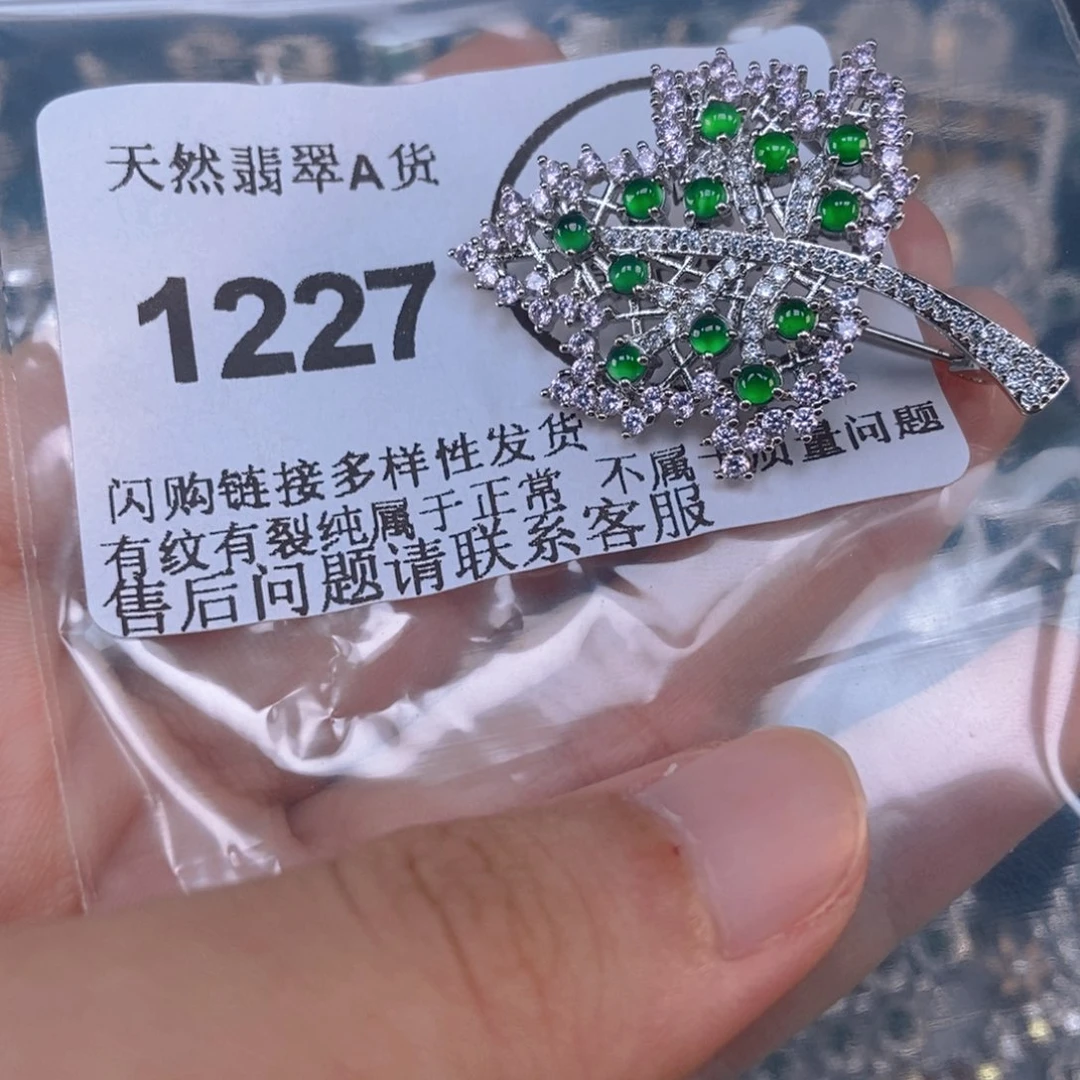 天然翡翠A货
1227
闪购链接多样性发货
有纹有裂纯属于正常 不属于质量问题
售后问题请联系客服